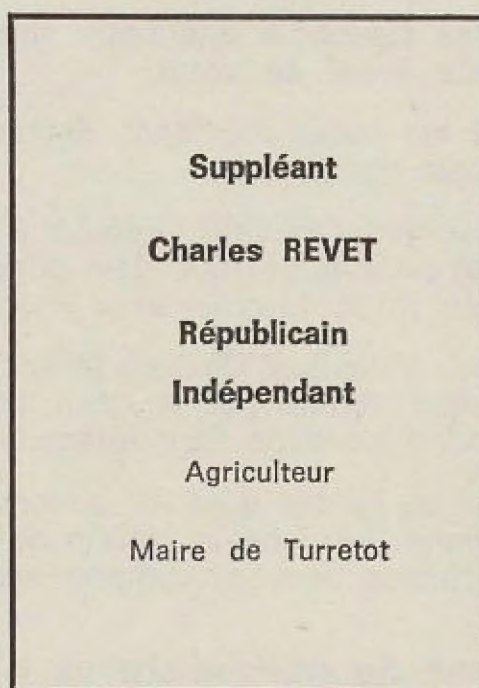 Suppléant
Charles REVET
Républicain
Indépendant
Agriculteur
Maire de Turretot